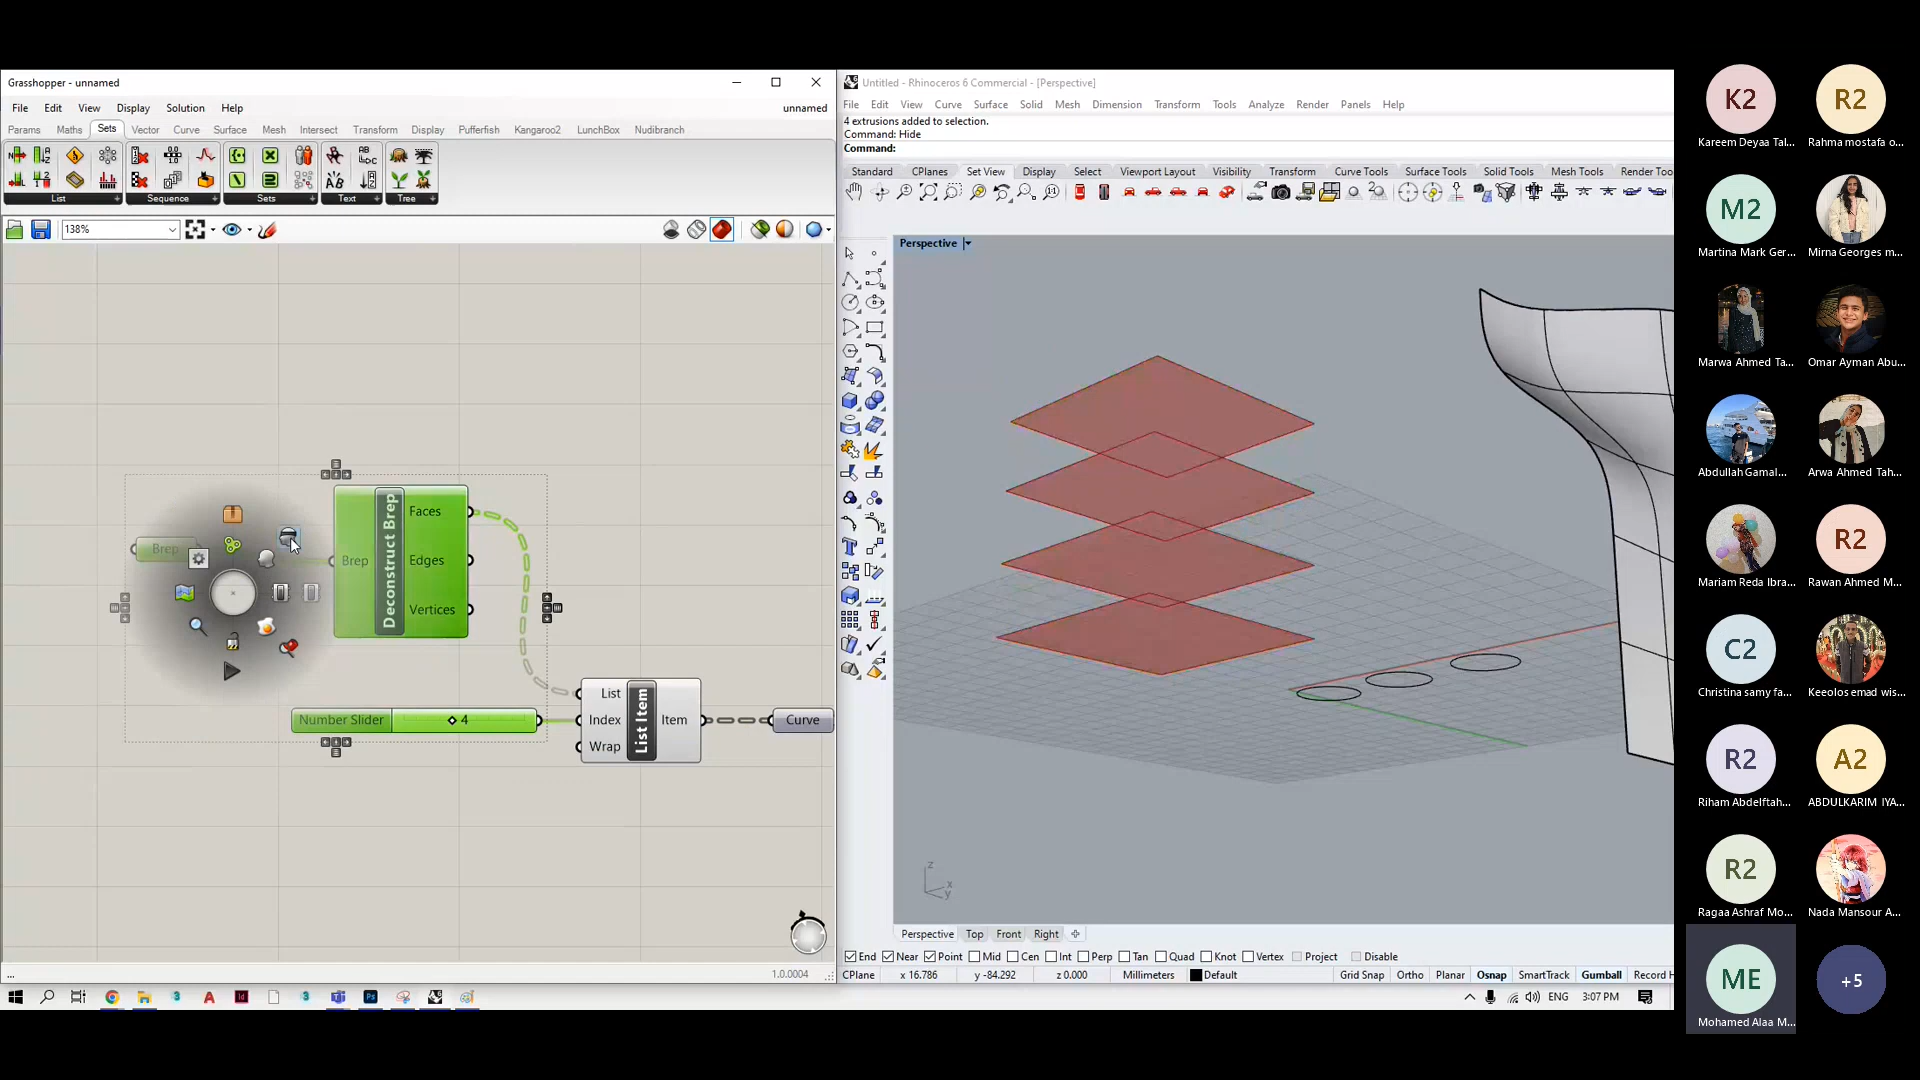 Grasshopper - unnamed
File Edit View Display Solution Help
unnamed
Params Maths Sets Vector Curve Surface Mesh Intersect Transform Display Pufferfish Kangaroo2 LunchBox Nudibranch
List Sequence Sets Text Tree
138%
Brep
Brep
Deconstruct Brep
Faces
Edges
Vertices
Number Slider 4
List
Index
Wrap
List Item
Item
Curve
...
1.0.0004
Untitled - Rhinoceros 6 Commercial - [Perspective]
File Edit View Curve Surface Solid Mesh Dimension Transform Tools Analyze Render Panels Help
4 extrusions added to selection.
Command: Hide
Command:
Standard CPlanes Set View Display Select Viewport Layout Visibility Transform Curve Tools Surface Tools Solid Tools Mesh Tools Render Too
Perspective
z
x
y
Perspective Top Front Right
End Near Point Mid Cen Int Perp Tan Quad Knot Vertex Project Disable
CPlane x 16.786 y -84.292 z 0.000 Millimeters Default Grid Snap Ortho Planar Osnap SmartTrack Gumball Record H
ENG 3:07 PM
K2
Kareem Deyaa Tal...
R2
Rahma mostafa o...
M2
Martina Mark Ger...
Mirna Georges m...
Marwa Ahmed Ta...
Omar Ayman Abu...
Abdullah Gamal...
Arwa Ahmed Tah...
Mariam Reda Ibra...
R2
Rawan Ahmed M...
C2
Christina samy fa...
Keeolos emad wis...
R2
Riham Abdelftah...
A2
ABDULKARIM IYA...
R2
Ragaa Ashraf Mo...
Nada Mansour A...
ME
Mohamed Alaa M...
+5